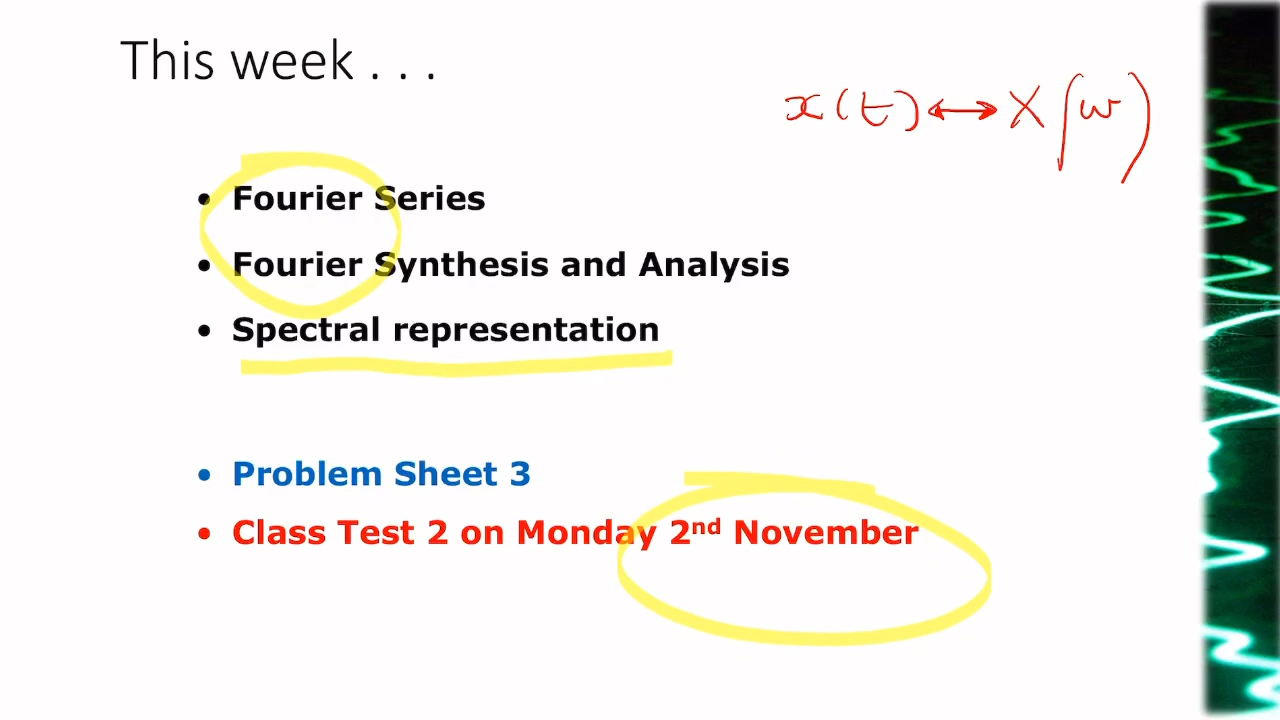 This week . . .
x(t) ↔ X(w)
• Fourier Series
• Fourier Synthesis and Analysis
• Spectral representation
• Problem Sheet 3
• Class Test 2 on Monday 2nd November